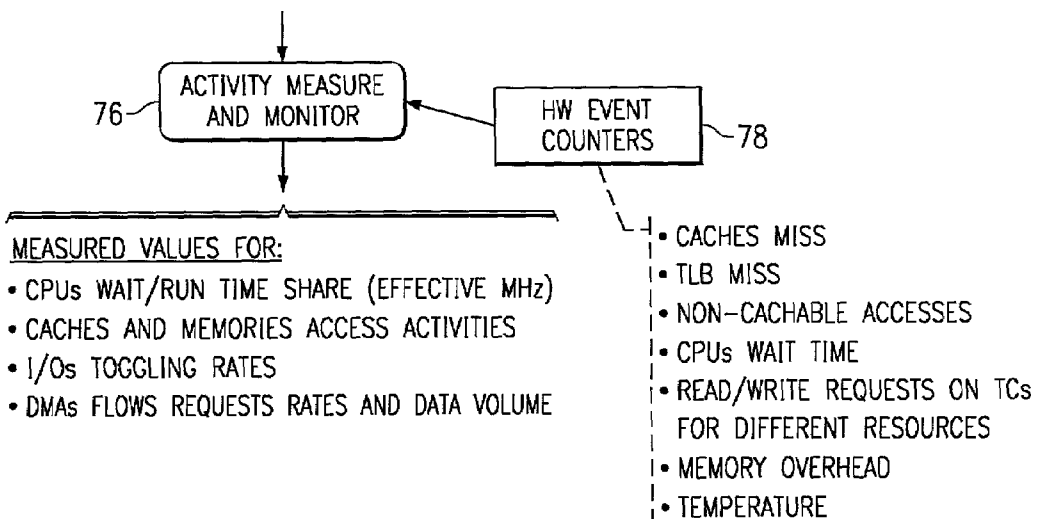 ACTIVITY MEASURE
AND MONITOR
76
HW EVENT
COUNTERS
78
MEASURED VALUES FOR:
• CPUs WAIT/RUN TIME SHARE (EFFECTIVE MHz)
• CACHES AND MEMORIES ACCESS ACTIVITIES
• I/Os TOGGLING RATES
• DMAs FLOWS REQUESTS RATES AND DATA VOLUME
• CACHES MISS
• TLB MISS
• NON-CACHABLE ACCESSES
• CPUs WAIT TIME
• READ/WRITE REQUESTS ON TCs
FOR DIFFERENT RESOURCES
• MEMORY OVERHEAD
• TEMPERATURE